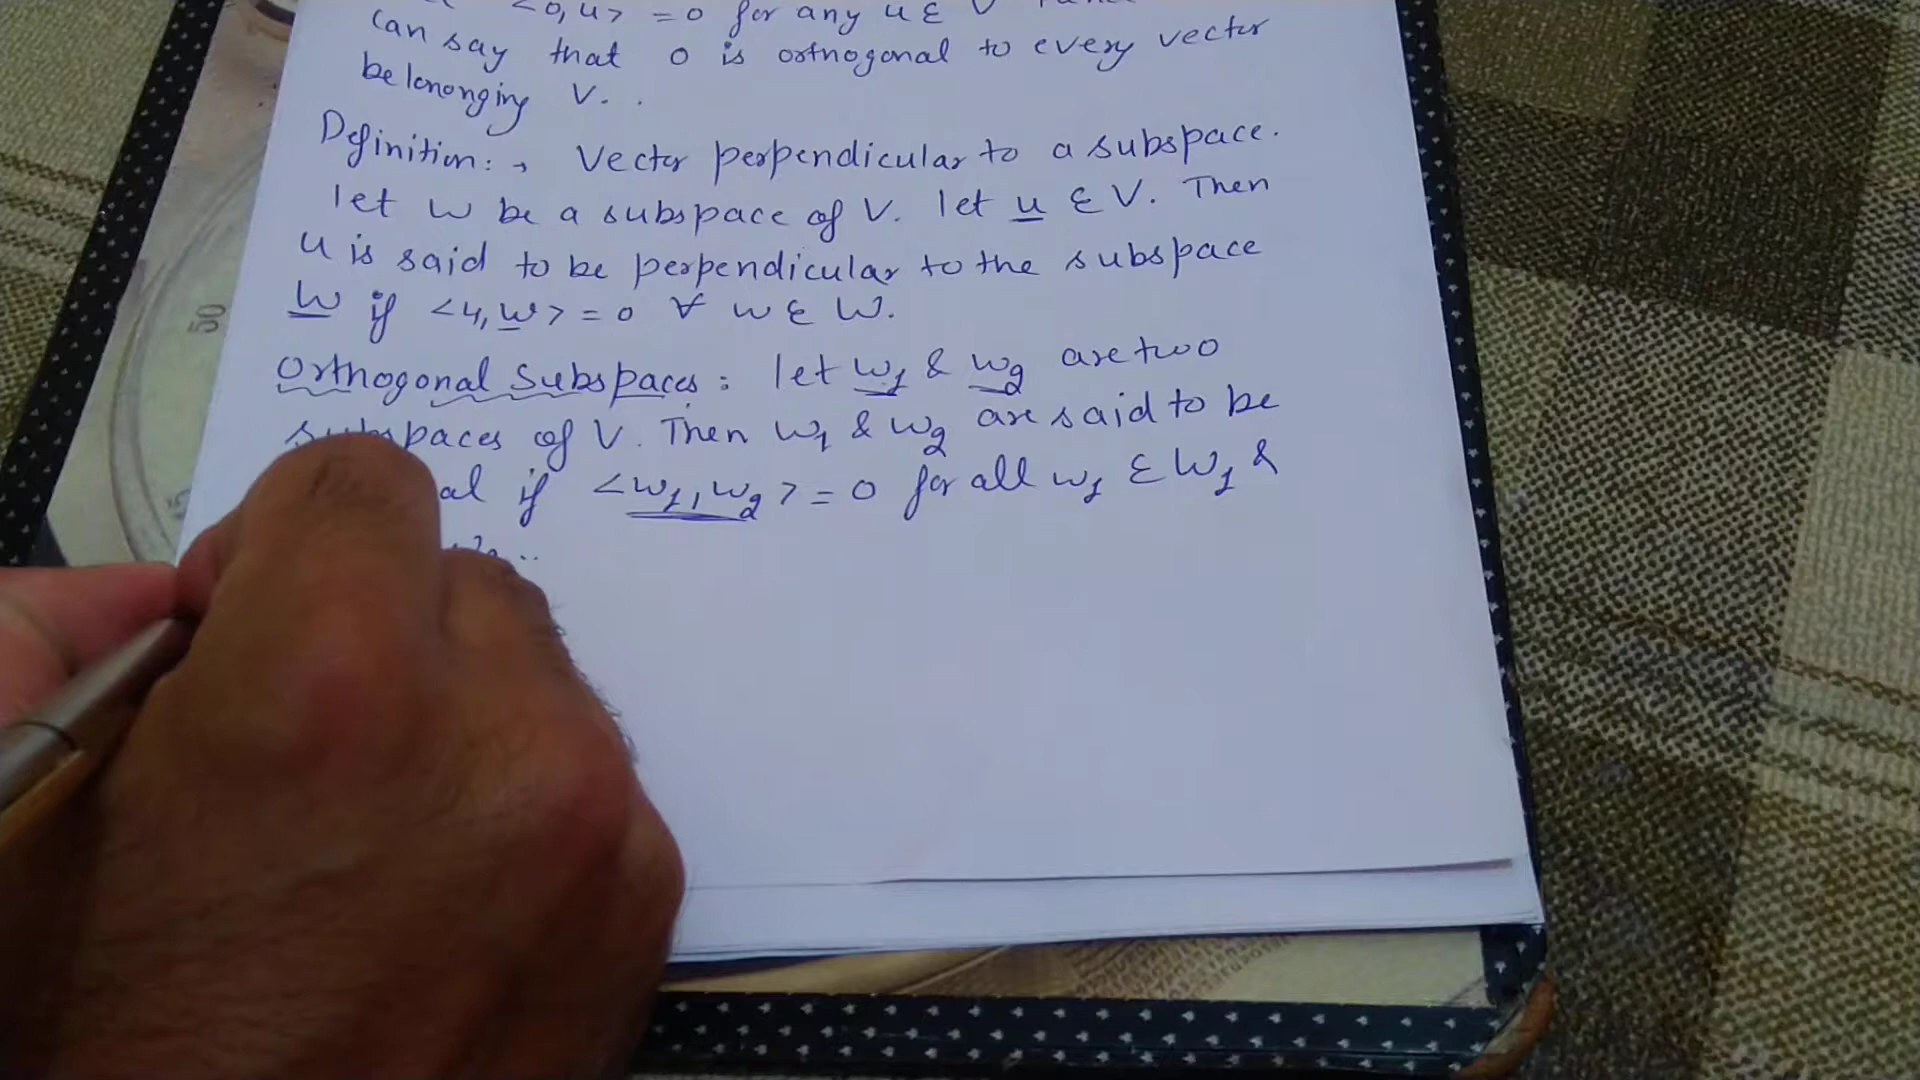 <0, u> = 0 for any u ε V
can say that 0 is orthogonal to every vector
belononging V. .
Definition: → Vector perpendicular to a subspace.
let W be a subspace of V. let u ε V. Then
u is said to be perpendicular to the subspace
W if <u, w> = 0 ∀ w ε W.
Orthogonal Subspaces: let W1 & W2 are two
subspaces of V. Then W1 & W2 are said to be
al if <w1, w2> = 0 for all w1 ε W1 &
50